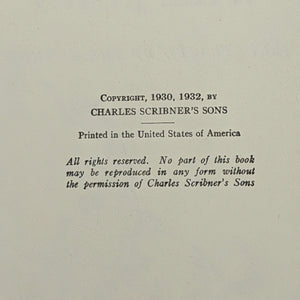 COPYRIGHT, 1930, 1932, BY
CHARLES SCRIBNER'S SONS
Printed in the United States of America
All rights reserved. No part of this book
may be reproduced in any form without
the permission of Charles Scribner's Sons